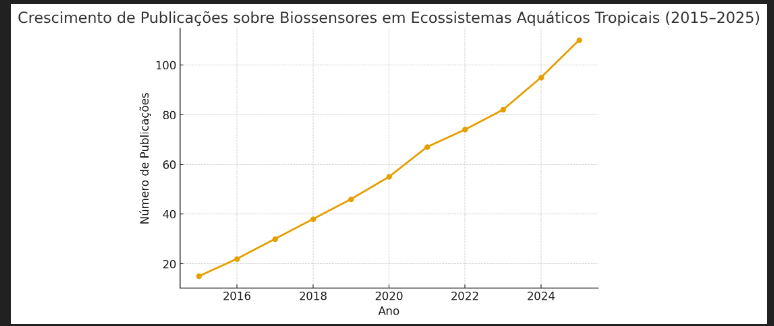 Crescimento de Publicações sobre Biossensores em Ecossistemas Aquáticos Tropicais (2015–2025)
Número de Publicações
100
80
60
40
20
2016 2018 2020 2022 2024
Ano